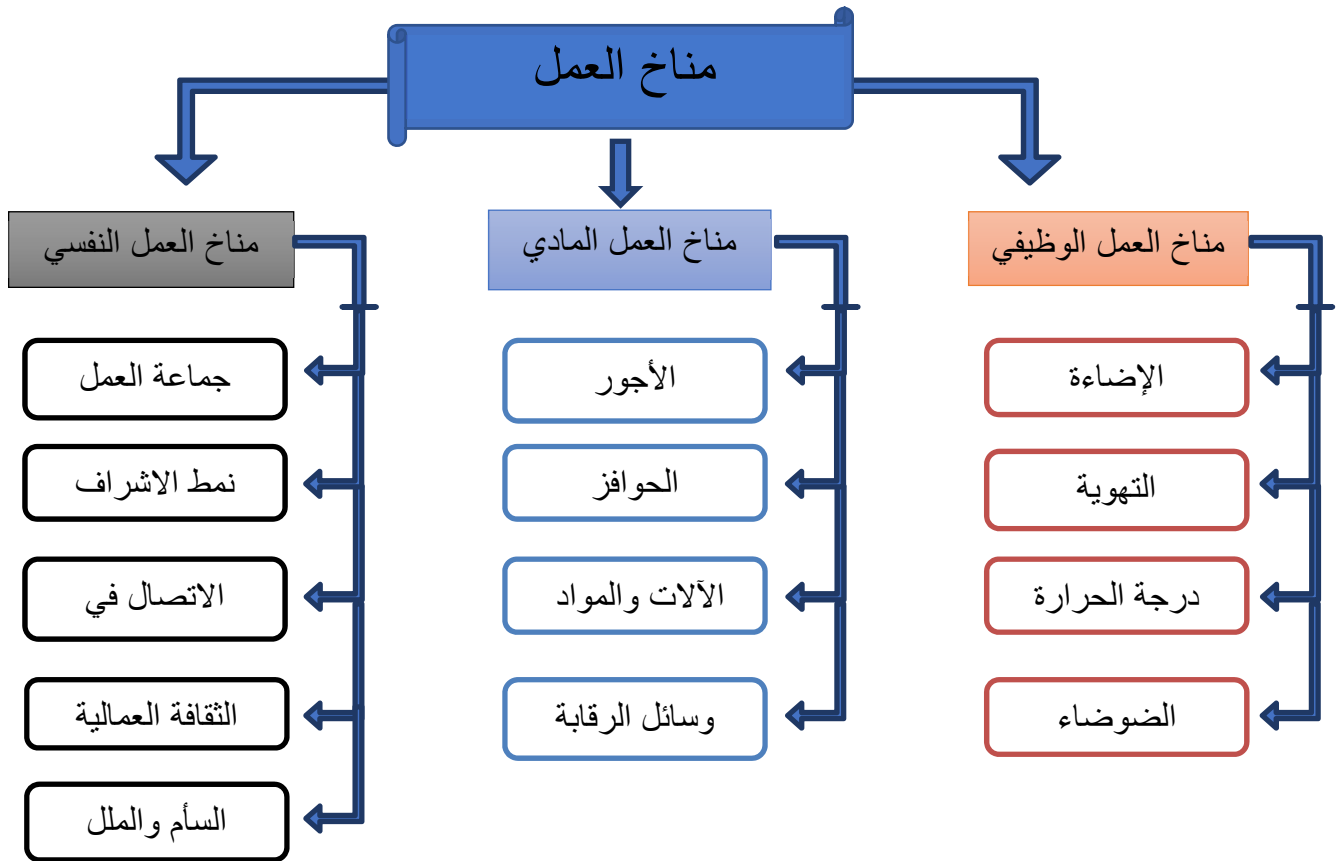 مناخ العمل
مناخ العمل الوظيفي
الإضاءة
التهوية
درجة الحرارة
الضوضاء
مناخ العمل المادي
الأجور
الحوافز
الآلات والمواد
وسائل الرقابة
مناخ العمل النفسي
جماعة العمل
نمط الاشراف
الاتصال في
الثقافة العمالية
السأم والملل